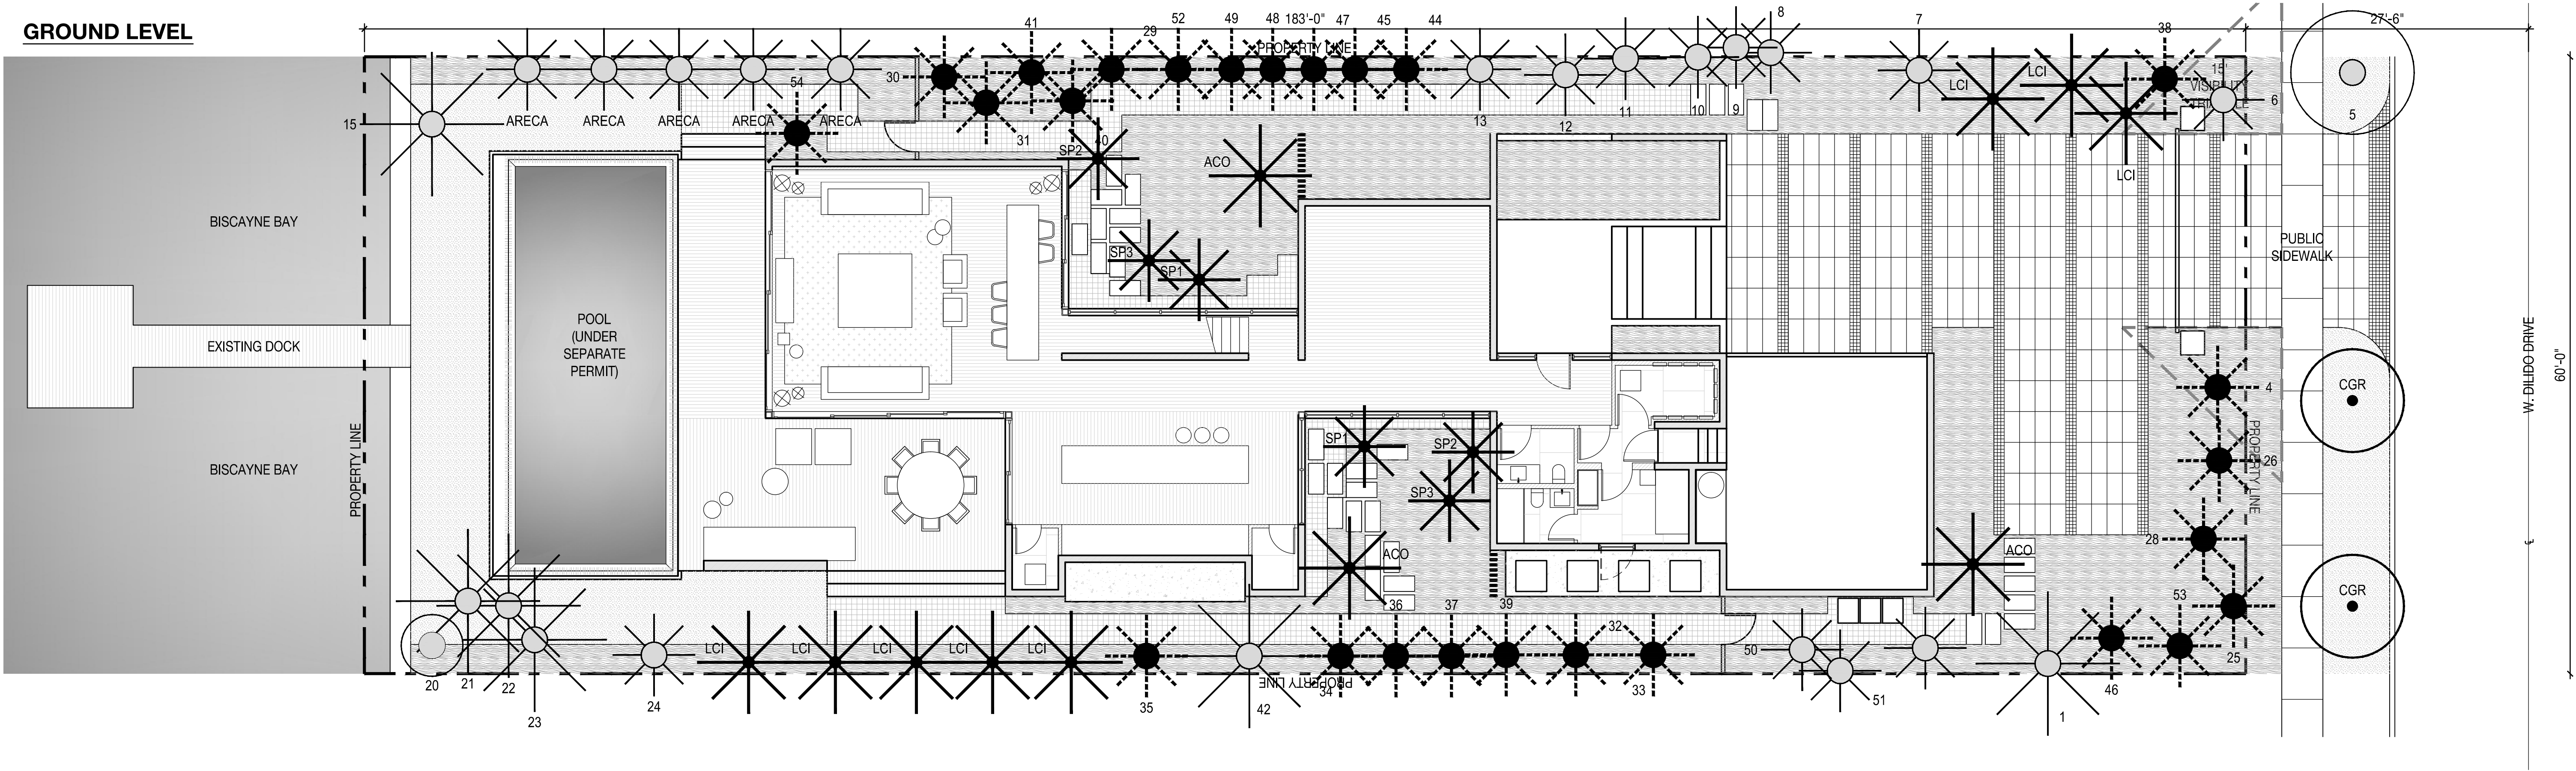 GROUND LEVEL
183'-0"
27'-6"
PROPERTY LINE
41
29
52
49
48
47
45
44
8
7
38
30
54
15
ARECA
ARECA
ARECA
ARECA
ARECA
31
40
SP2
ACO
13
12
11
10
9
LCI
LCI
LCI
15'
VISIBILITY
TRIANGLE
6
5
BISCAYNE BAY
SP3
SP1
PUBLIC
SIDEWALK
POOL
(UNDER
SEPARATE
PERMIT)
EXISTING DOCK
W. DILIDO DRIVE
60'-0"
4
CGR
PROPERTY LINE
BISCAYNE BAY
SP1
SP2
SP3
26
PROPERTY LINE
28
ACO
ACO
CGR
36
37
39
32
53
LCI
LCI
LCI
LCI
LCI
50
25
20
21
22
23
24
35
42
PROPERTY LINE
34
33
51
1
46